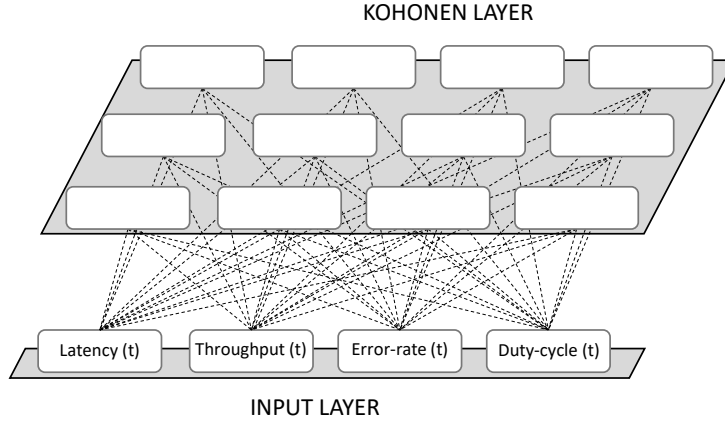 KOHONEN LAYER
Latency (t) Throughput (t) Error-rate (t) Duty-cycle (t)
INPUT LAYER